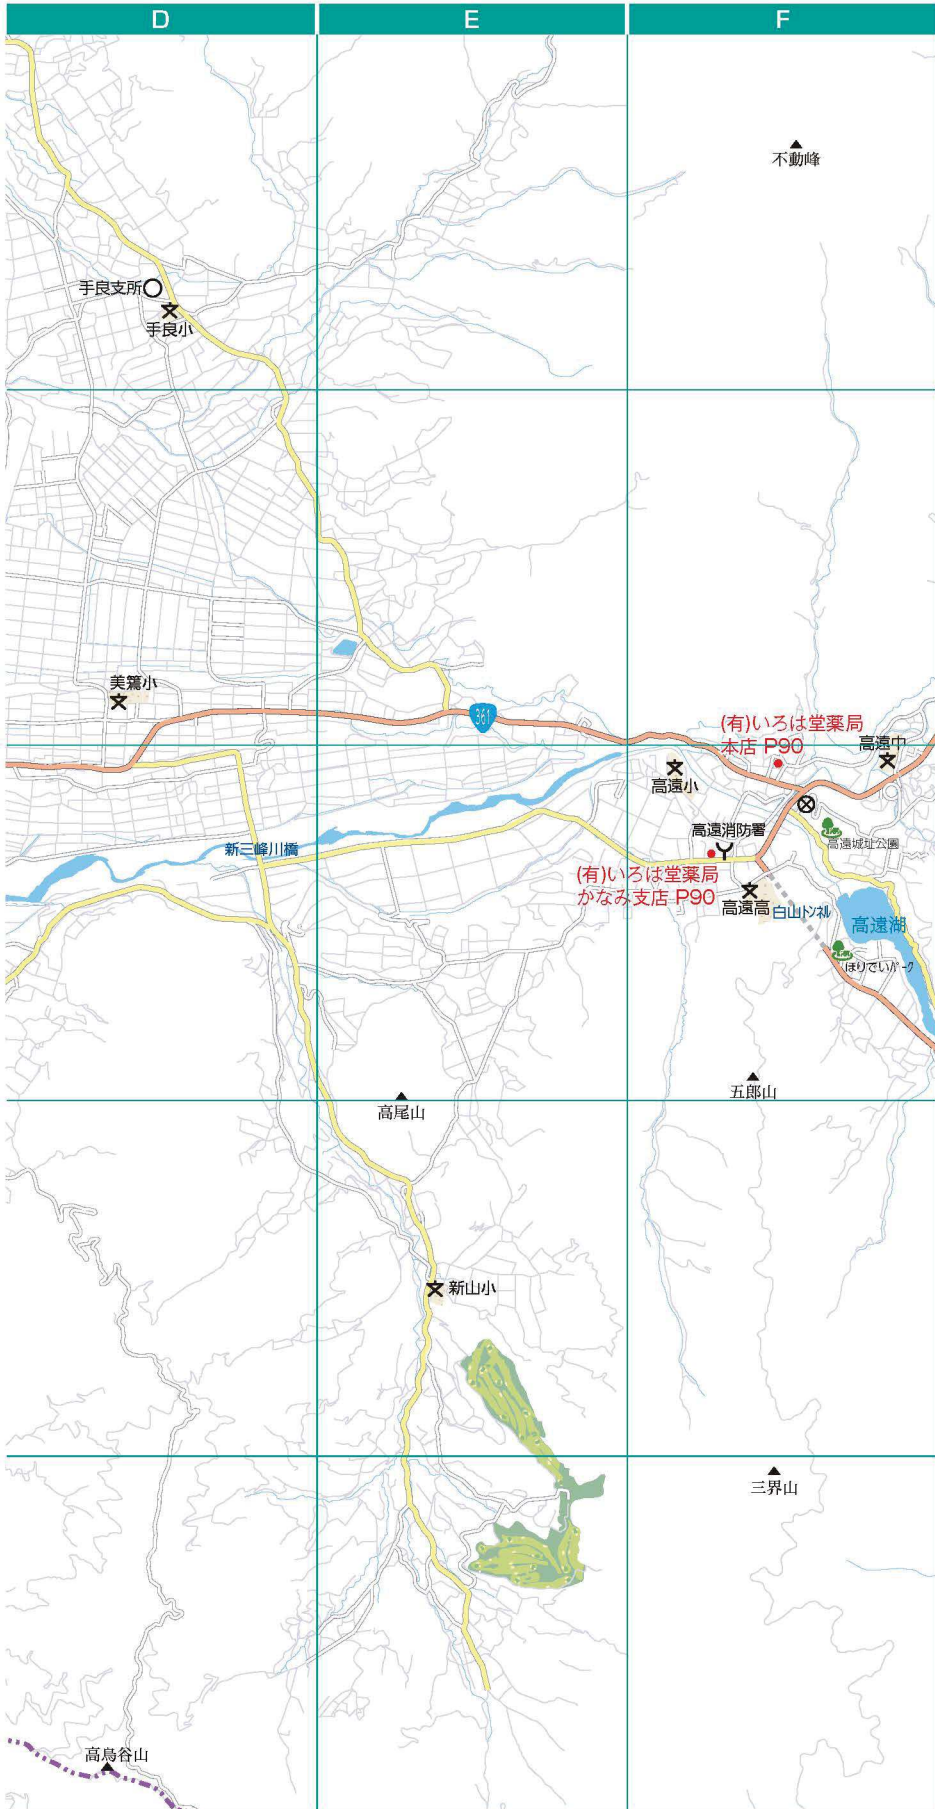 D
E
F
不動峰
手良支所
手良小
美篶小
361
(有)いろは堂薬局
本店 P90
高遠中
高遠小
高遠消防署
高遠城址公園
新三峰川橋
(有)いろは堂薬局
かなみ支店 P90
高遠高
白山トンネル
高遠湖
ほりでいパーク
五郎山
高尾山
新山小
三界山
高烏谷山